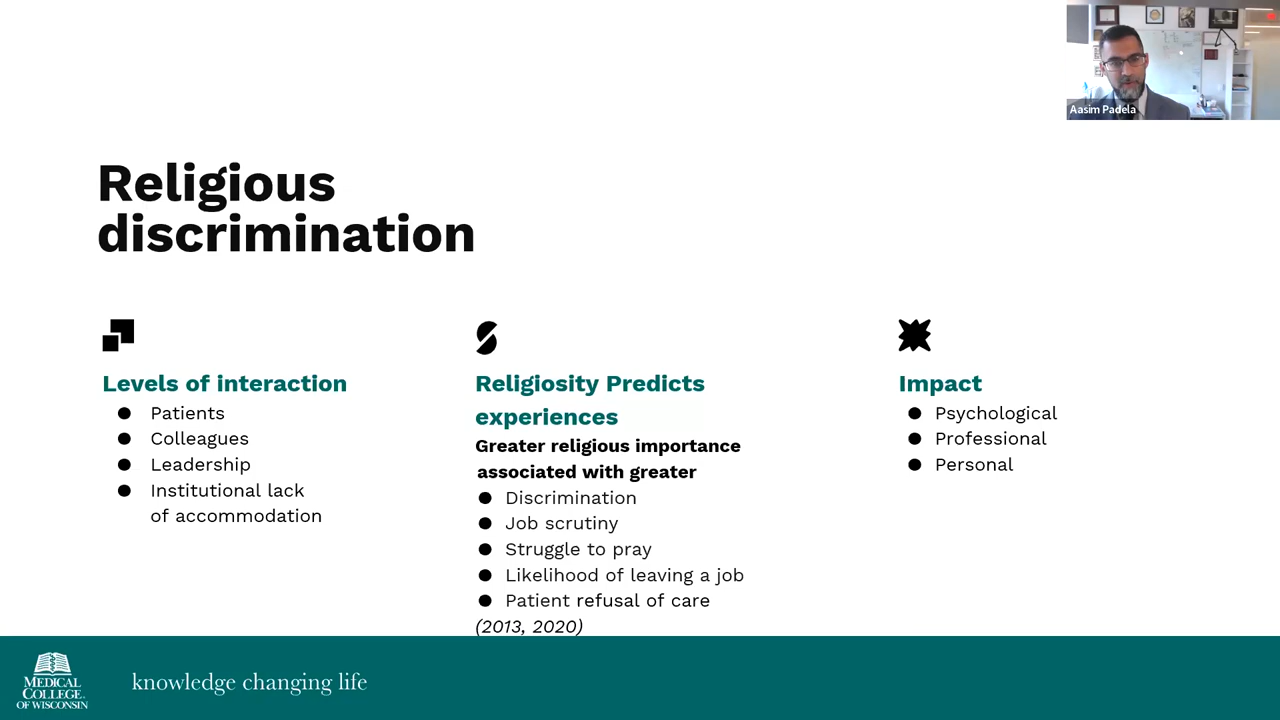 Aasim Padela
Religious
discrimination
Levels of interaction
● Patients
● Colleagues
● Leadership
● Institutional lack
of accommodation
Religiosity Predicts
experiences
Greater religious importance
associated with greater
● Discrimination
● Job scrutiny
● Struggle to pray
● Likelihood of leaving a job
● Patient refusal of care
(2013, 2020)
Impact
● Psychological
● Professional
● Personal
MEDICAL
COLLEGE
OF WISCONSIN
knowledge changing life